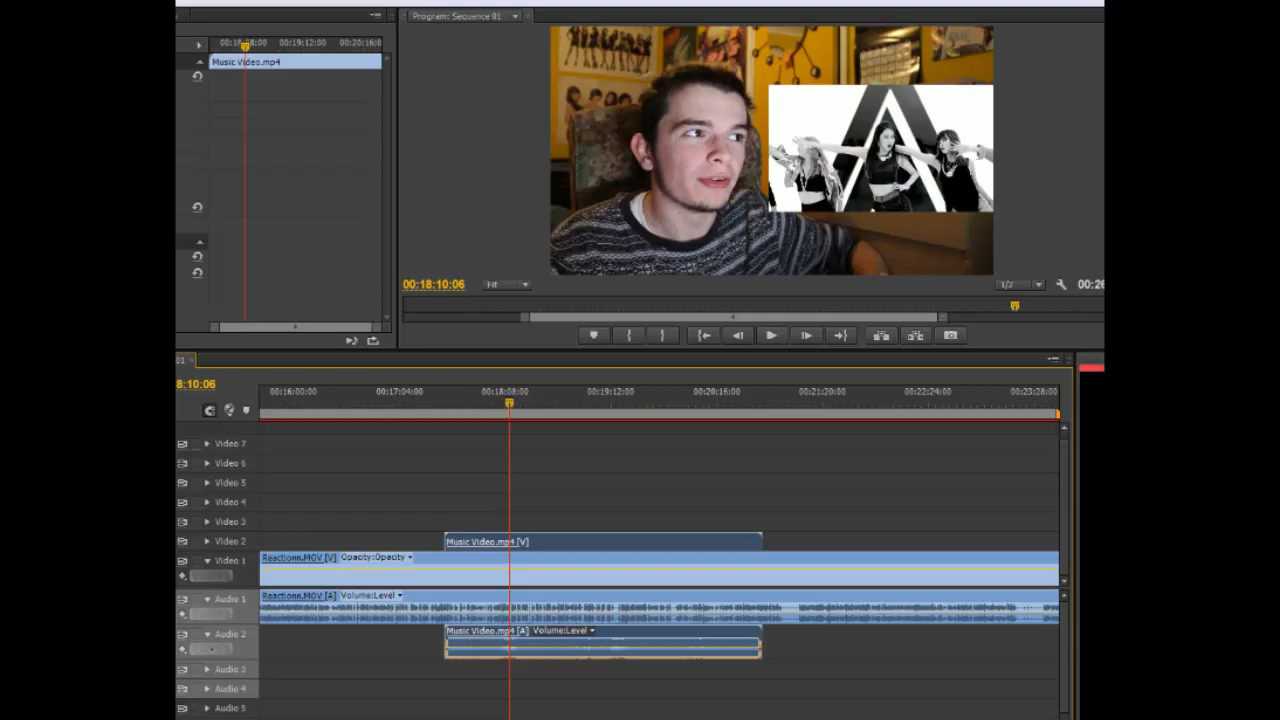 Program: Sequence 01
00:18:08:00 00:19:12:00 00:20:16:0
Music Video.mp4
00:18:10:06 Fit 1/2 00:26
01
8:10:06
00:16:00:00 00:17:04:00 00:18:08:00 00:19:12:00 00:20:16:00 00:21:20:00 00:22:24:00 00:23:28:00
Video 7
Video 6
Video 5
Video 4
Video 3
Video 2 Music Video.mp4 [V]
Video 1 Reactionn.MOV [V] Opacity:Opacity
Audio 1 Reactionn.MOV [A] Volume:Level
Audio 2 Music Video.mp4 [A] Volume:Level
Audio 3
Audio 4
Audio 5